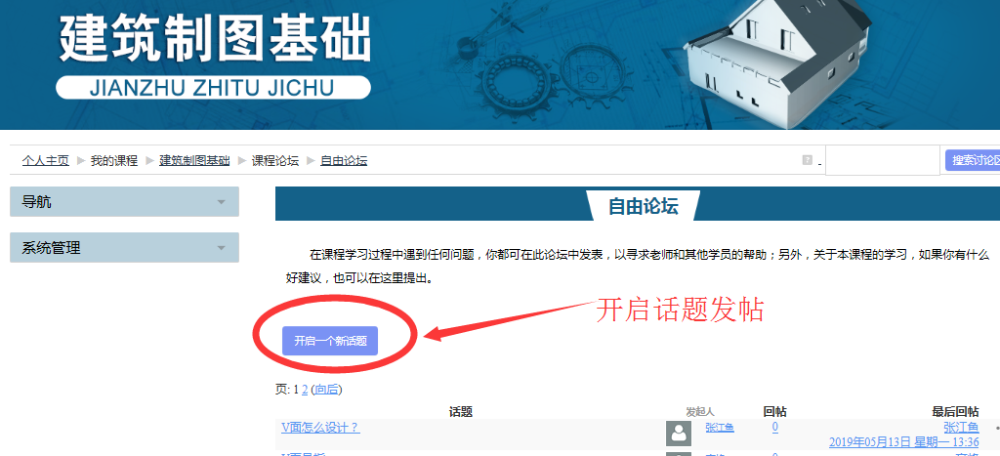 建筑制图基础
JIANZHU ZHITU JICHU
个人主页 ▶ 我的课程 ▶ 建筑制图基础 ▶ 课程论坛 ▶ 自由论坛
? -
搜索讨论区
导航
自由论坛
系统管理
在课程学习过程中遇到任何问题，你都可在此论坛中发表，以寻求老师和其他学员的帮助；另外，关于本课程的学习，如果你有什么
好建议，也可以在这里提出。
开启话题发帖
开启一个新话题
页: 1 2 (向后)
话题 发起人 回帖 最后回帖
V面怎么设计？ 张江鱼 0 张江鱼
2019年05月13日 星期一 13:36